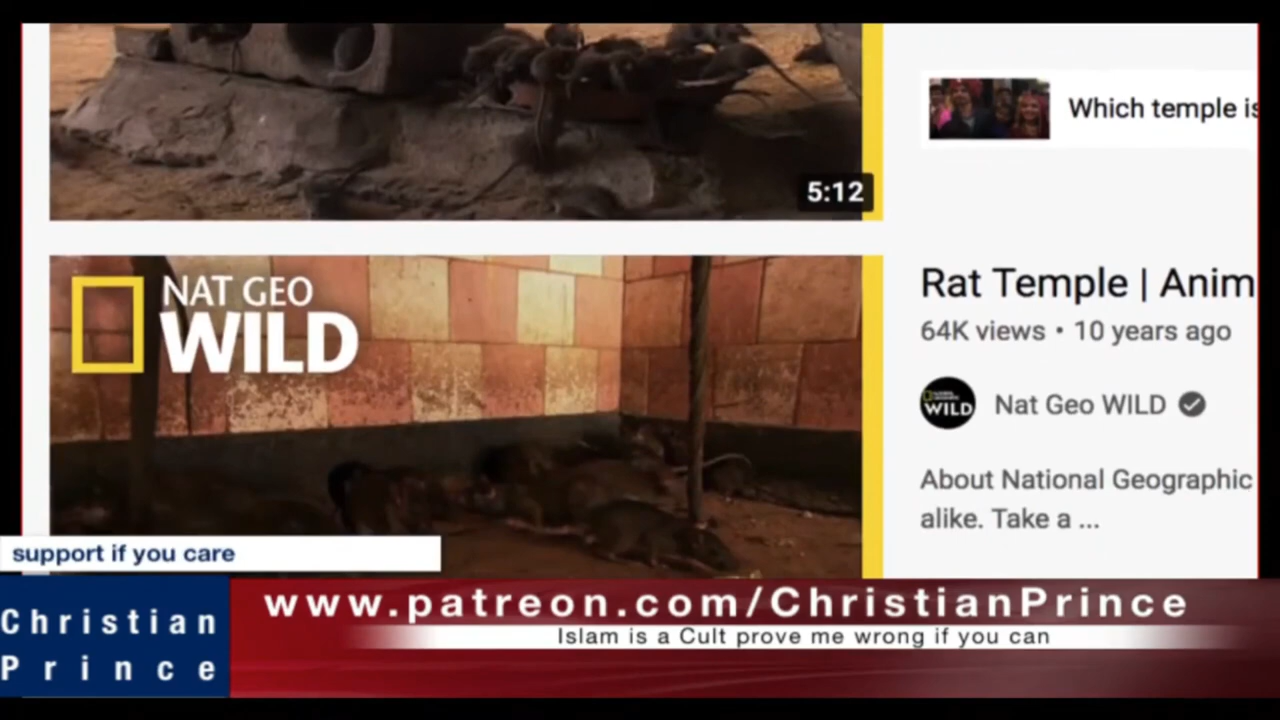 5:12
Which temple is
NAT GEO
WILD
Rat Temple | Anim
64K views • 10 years ago
WILD
Nat Geo WILD
About National Geographic
alike. Take a ...
support if you care
Christian
Prince
www.patreon.com/ChristianPrince
Islam is a Cult prove me wrong if you can